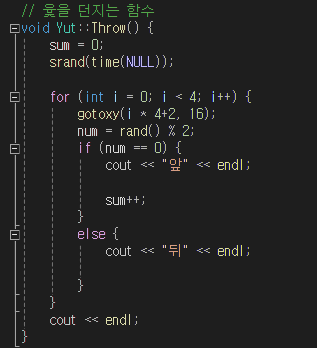 // 윷을 던지는 함수
void Yut::Throw() {
    sum = 0;
    srand(time(NULL));

    for (int i = 0; i < 4; i++) {
        gotoxy(i * 4+2, 16);
        num = rand() % 2;
        if (num == 0) {
            cout << "앞" << endl;

            sum++;
        }
        else {
            cout << "뒤" << endl;

        }
    }
    cout << endl;
}